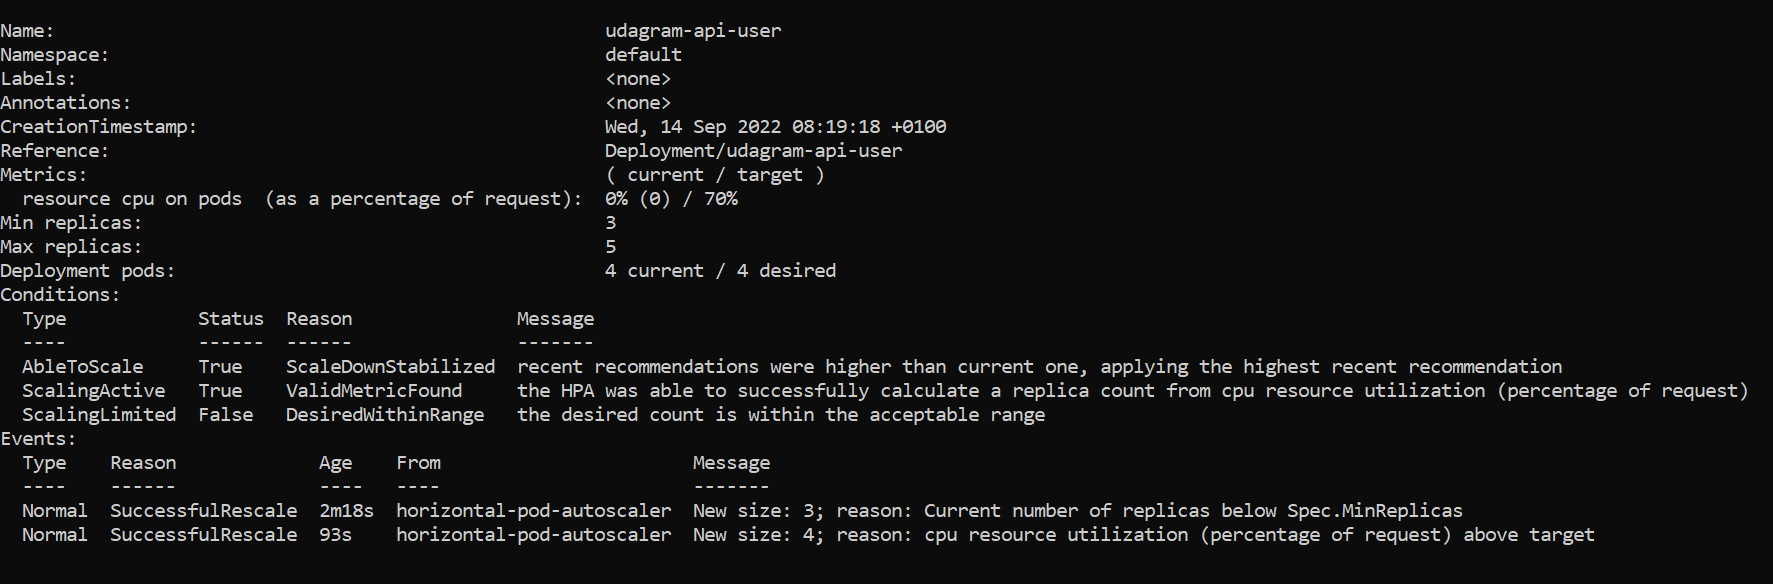 Name:                                                  udagram-api-user
Namespace:                                             default
Labels:                                                <none>
Annotations:                                           <none>
CreationTimestamp:                                     Wed, 14 Sep 2022 08:19:18 +0100
Reference:                                             Deployment/udagram-api-user
Metrics:                                               ( current / target )
  resource cpu on pods  (as a percentage of request):  0% (0) / 70%
Min replicas:                                          3
Max replicas:                                          5
Deployment pods:                                       4 current / 4 desired
Conditions:
  Type            Status  Reason               Message
  ----            ------  ------               -------
  AbleToScale     True    ScaleDownStabilized  recent recommendations were higher than current one, applying the highest recent recommendation
  ScalingActive   True    ValidMetricFound     the HPA was able to successfully calculate a replica count from cpu resource utilization (percentage of request)
  ScalingLimited  False   DesiredWithinRange   the desired count is within the acceptable range
Events:
  Type    Reason             Age    From                       Message
  ----    ------             ----   ----                       -------
  Normal  SuccessfulRescale  2m18s  horizontal-pod-autoscaler  New size: 3; reason: Current number of replicas below Spec.MinReplicas
  Normal  SuccessfulRescale  93s    horizontal-pod-autoscaler  New size: 4; reason: cpu resource utilization (percentage of request) above target